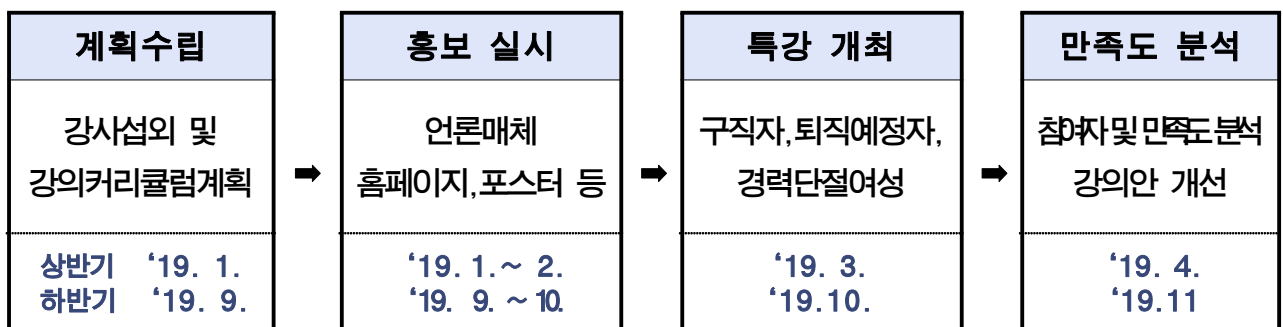 계획수립
강사섭외 및
강의커리큘럼계획
상반기 ‘19. 1.
하반기 ‘19. 9.
➡
홍보 실시
언론매체
홈페이지,포스터 등
‘19. 1.~ 2.
‘19. 9. ~ 10.
➡
특강 개최
구직자,퇴직예정자,
경력단절여성
‘19. 3.
‘19.10.
➡
만족도 분석
참여자 및 만족도 분석
강의안 개선
‘19. 4.
‘19.11